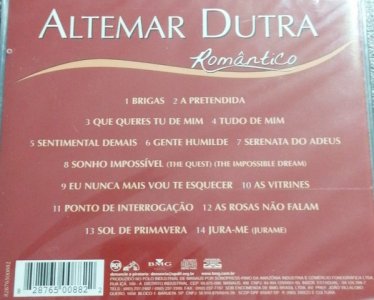 ALTEMAR DUTRA
Romântico
1 BRIGAS 2 A PRETENDIDA
3 QUE QUERES TU DE MIM 4 TUDO DE MIM
5 SENTIMENTAL DEMAIS 6 GENTE HUMILDE 7 SERENATA DO ADEUS
8 SONHO IMPOSSÍVEL (THE QUEST) (THE IMPOSSIBLE DREAM)
9 EU NUNCA MAIS VOU TE ESQUECER 10 AS VITRINES
11 PONTO DE INTERROGAÇÃO 12 AS ROSAS NÃO FALAM
13 SOL DE PRIMAVERA 14 JURA-ME (JURAME)
BMG
8 28765 00882